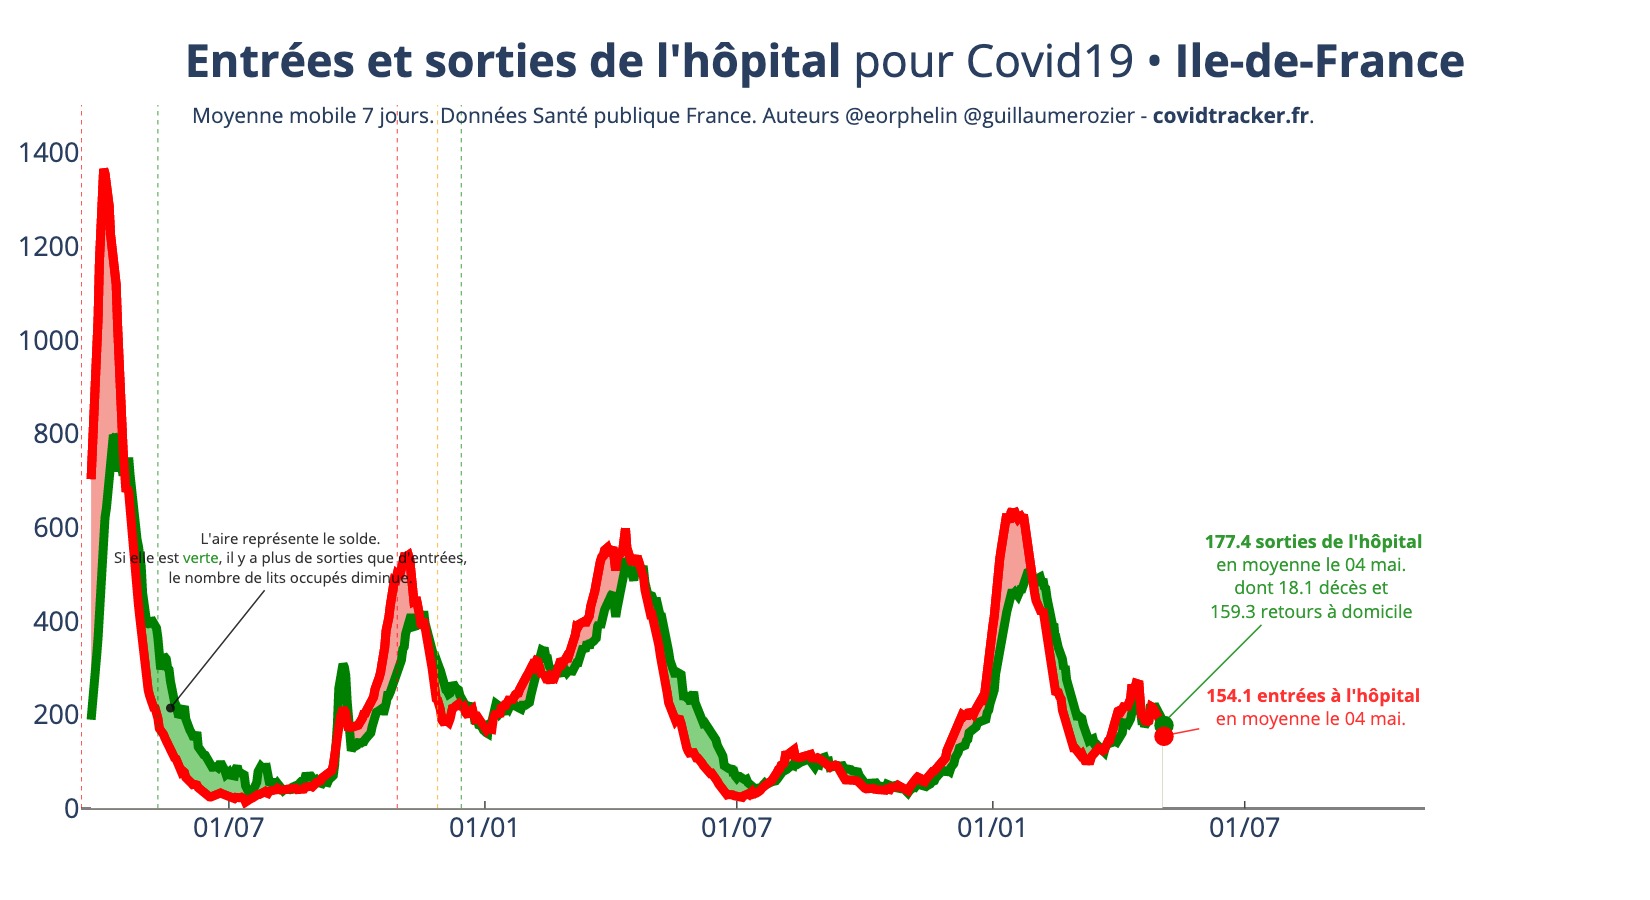 Entrées et sorties de l'hôpital pour Covid19 • Ile-de-France
Moyenne mobile 7 jours. Données Santé publique France. Auteurs @eorphelin @guillaumerozier - covidtracker.fr.
1400
1200
1000
800
600
400
200
0
L'aire représente le solde.
Si elle est verte, il y a plus de sorties que d'entrées,
le nombre de lits occupés diminue.
177.4 sorties de l'hôpital
en moyenne le 04 mai.
dont 18.1 décès et
159.3 retours à domicile
154.1 entrées à l'hôpital
en moyenne le 04 mai.
01/07
01/01
01/07
01/01
01/07